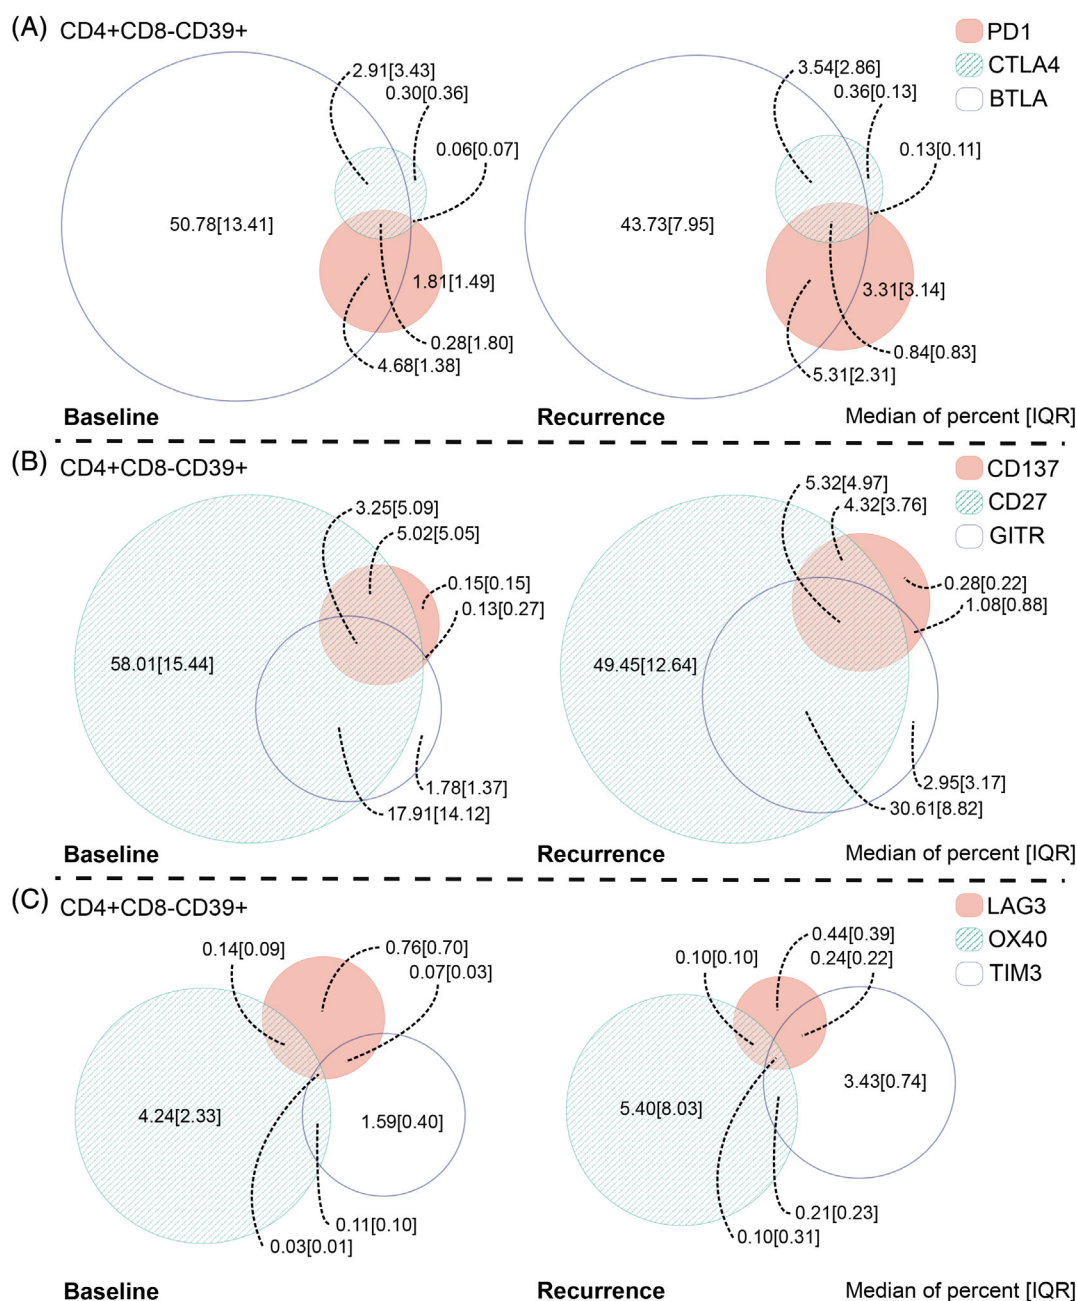 (A) CD4+CD8-CD39+
PD1
CTLA4
BTLA
2.91[3.43]
0.30[0.36]
0.06[0.07]
50.78[13.41]
1.81[1.49]
0.28[1.80]
4.68[1.38]
Baseline
3.54[2.86]
0.36[0.13]
0.13[0.11]
43.73[7.95]
3.31[3.14]
0.84[0.83]
5.31[2.31]
Recurrence
Median of percent [IQR]
(B) CD4+CD8-CD39+
CD137
CD27
GITR
3.25[5.09]
5.02[5.05]
0.15[0.15]
0.13[0.27]
58.01[15.44]
1.78[1.37]
17.91[14.12]
Baseline
5.32[4.97]
4.32[3.76]
0.28[0.22]
1.08[0.88]
49.45[12.64]
2.95[3.17]
30.61[8.82]
Recurrence
Median of percent [IQR]
(C) CD4+CD8-CD39+
LAG3
OX40
TIM3
0.14[0.09]
0.76[0.70]
0.07[0.03]
4.24[2.33]
1.59[0.40]
0.11[0.10]
0.03[0.01]
Baseline
0.44[0.39]
0.10[0.10]
0.24[0.22]
3.43[0.74]
5.40[8.03]
0.21[0.23]
0.10[0.31]
Recurrence
Median of percent [IQR]